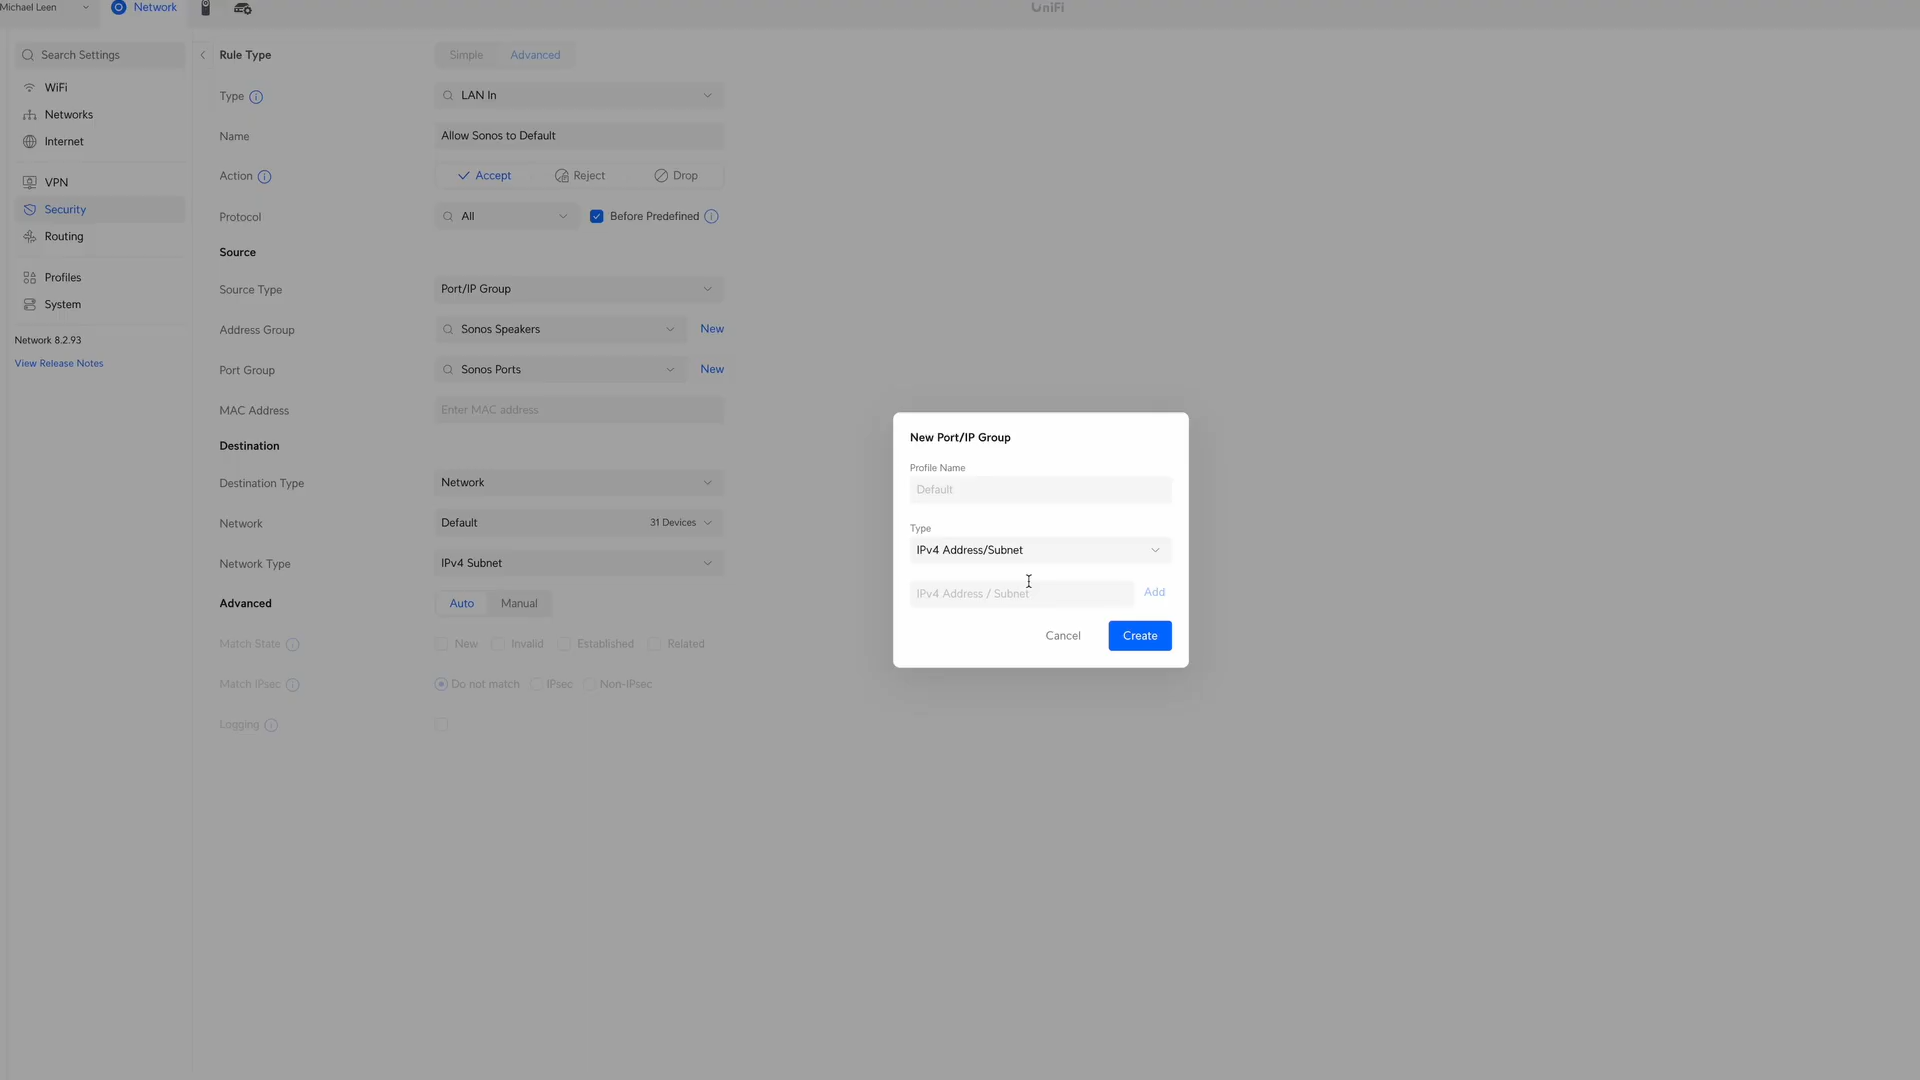 Michael Leen
Network
UniFi
Search Settings
WiFi
Networks
Internet
VPN
Security
Routing
Profiles
System
Network 8.2.93
View Release Notes
Rule Type Simple Advanced
Type LAN In
Name Allow Sonos to Default
Action Accept Reject Drop
Protocol All Before Predefined
Source
Source Type Port/IP Group
Address Group Sonos Speakers New
Port Group Sonos Ports New
MAC Address Enter MAC address
Destination
Destination Type Network
Network Default 31 Devices
Network Type IPv4 Subnet
Advanced Auto Manual
Match State New Invalid Established Related
Match IPsec Do not match IPsec Non-IPsec
Logging
New Port/IP Group
Profile Name
Default
Type
IPv4 Address/Subnet
IPv4 Address / Subnet Add
Cancel Create